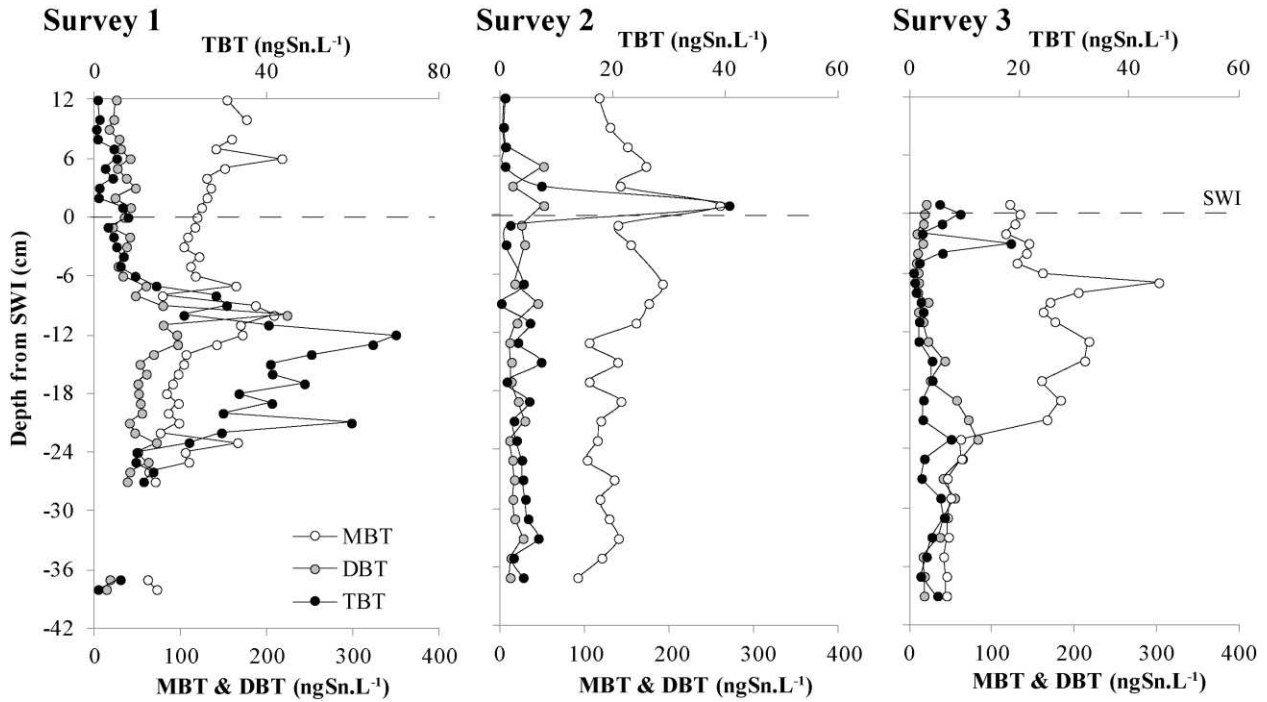 Survey 1
TBT (ngSn.L⁻¹)
0 40 80
Survey 2
TBT (ngSn.L⁻¹)
0 20 40 60
Survey 3
TBT (ngSn.L⁻¹)
0 20 40 60
Depth from SWI (cm)
12
6
0
-6
-12
-18
-24
-30
-36
-42
SWI
MBT
DBT
TBT
0 100 200 300 400
MBT & DBT (ngSn.L⁻¹)
0 100 200 300 400
MBT & DBT (ngSn.L⁻¹)
0 100 200 300 400
MBT & DBT (ngSn.L⁻¹)